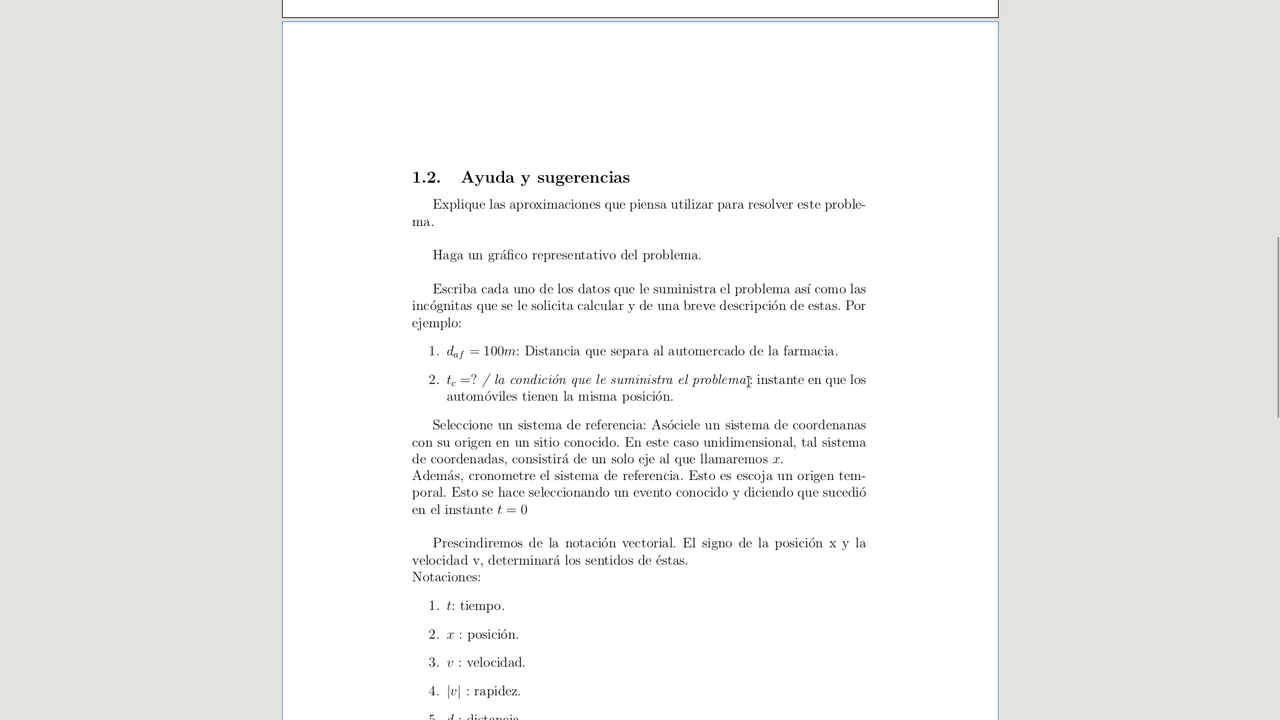 1.2. Ayuda y sugerencias
Explique las aproximaciones que piensa utilizar para resolver este proble-
ma.
Haga un gráfico representativo del problema.
Escriba cada uno de los datos que le suministra el problema así como las
incógnitas que se le solicita calcular y de una breve descripción de estas. Por
ejemplo:
1. d_af = 100m: Distancia que separa al automercado de la farmacia.
2. t_c =? / la condición que le suministra el problema: instante en que los
automóviles tienen la misma posición.
Seleccione un sistema de referencia: Asóciele un sistema de coordenanas
con su origen en un sitio conocido. En este caso unidimensional, tal sistema
de coordenadas, consistirá de un solo eje al que llamaremos x.
Además, cronometre el sistema de referencia. Esto es escoja un origen tem-
poral. Esto se hace seleccionando un evento conocido y diciendo que sucedió
en el instante t = 0
Prescindiremos de la notación vectorial. El signo de la posición x y la
velocidad v, determinará los sentidos de éstas.
Notaciones:
1. t: tiempo.
2. x : posición.
3. v : velocidad.
4. |v| : rapidez.
5. d : distancia